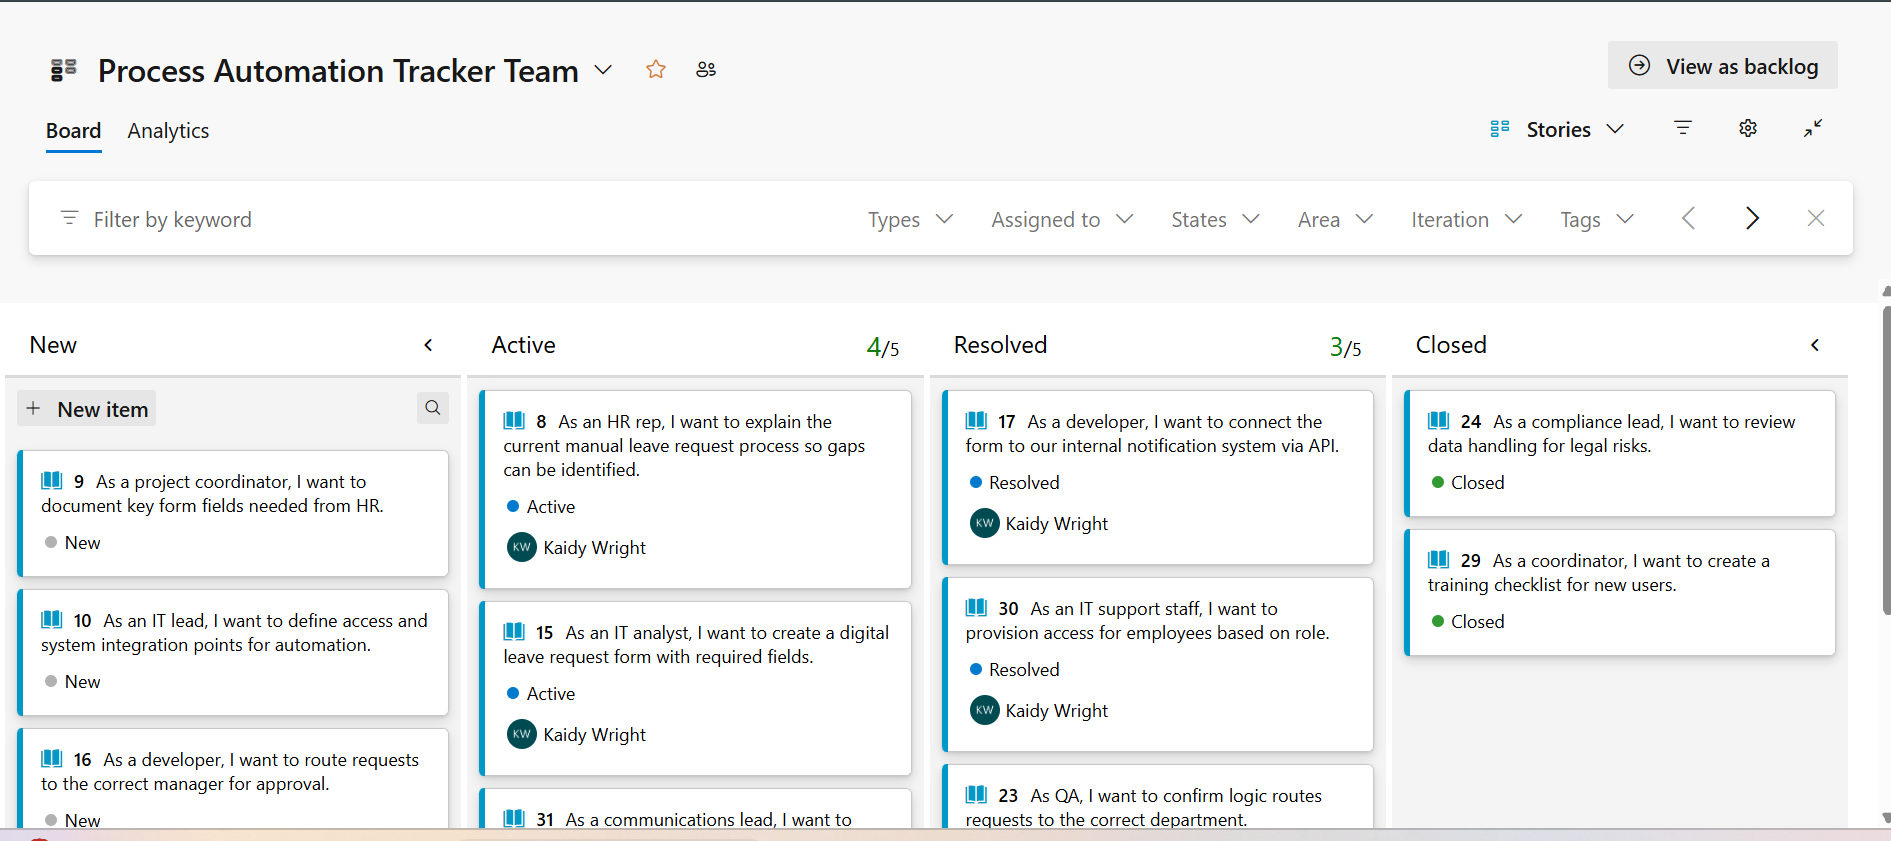 Process Automation Tracker Team
View as backlog
Board Analytics
Stories
Filter by keyword
Types Assigned to States Area Iteration Tags
New
New item
9 As a project coordinator, I want to
document key form fields needed from HR.
New
10 As an IT lead, I want to define access and
system integration points for automation.
New
16 As a developer, I want to route requests
to the correct manager for approval.
New
Active 4/5
8 As an HR rep, I want to explain the
current manual leave request process so gaps
can be identified.
Active
KW Kaidy Wright
15 As an IT analyst, I want to create a digital
leave request form with required fields.
Active
KW Kaidy Wright
31 As a communications lead, I want to
Resolved 3/5
17 As a developer, I want to connect the
form to our internal notification system via API.
Resolved
KW Kaidy Wright
30 As an IT support staff, I want to
provision access for employees based on role.
Resolved
KW Kaidy Wright
23 As QA, I want to confirm logic routes
requests to the correct department.
Closed
24 As a compliance lead, I want to review
data handling for legal risks.
Closed
29 As a coordinator, I want to create a
training checklist for new users.
Closed